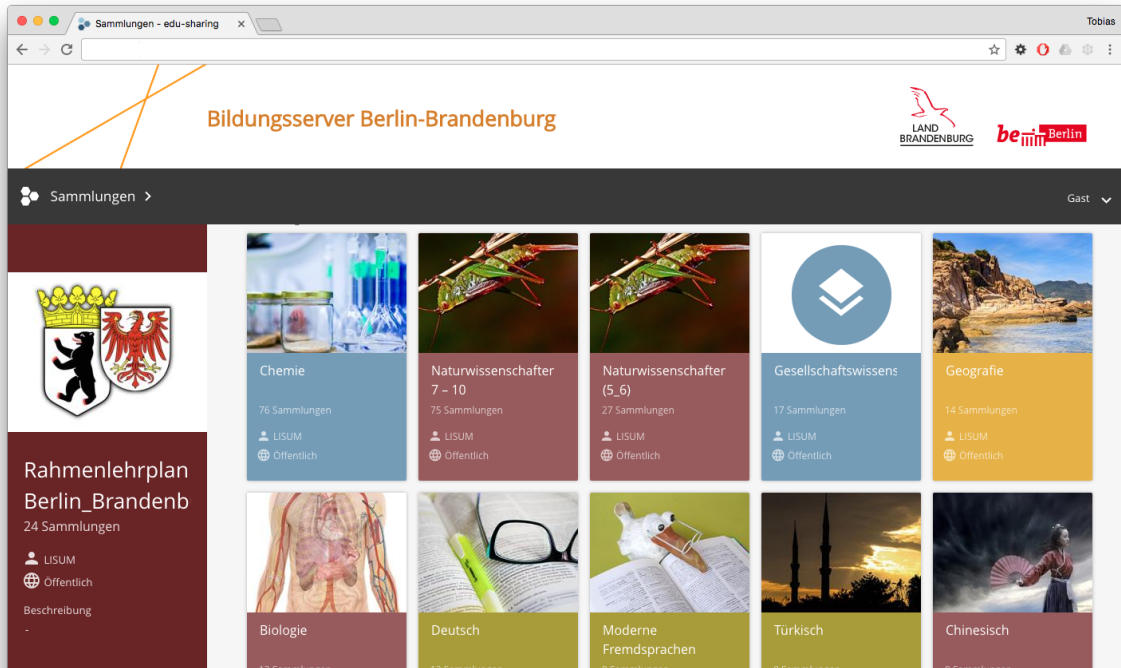 Sammlungen - edu-sharing
Tobias
Bildungsserver Berlin-Brandenburg
LAND
BRANDENBURG
be Berlin
Sammlungen
Gast
Rahmenlehrplan
Berlin_Brandenb
24 Sammlungen
LISUM
Öffentlich
Beschreibung
-
Chemie
76 Sammlungen
LISUM
Öffentlich
Naturwissenschafter
7 – 10
75 Sammlungen
LISUM
Öffentlich
Naturwissenschafter
(5_6)
27 Sammlungen
LISUM
Öffentlich
Gesellschaftswissens
17 Sammlungen
LISUM
Öffentlich
Geografie
14 Sammlungen
LISUM
Öffentlich
Biologie
Deutsch
Moderne
Fremdsprachen
Türkisch
Chinesisch